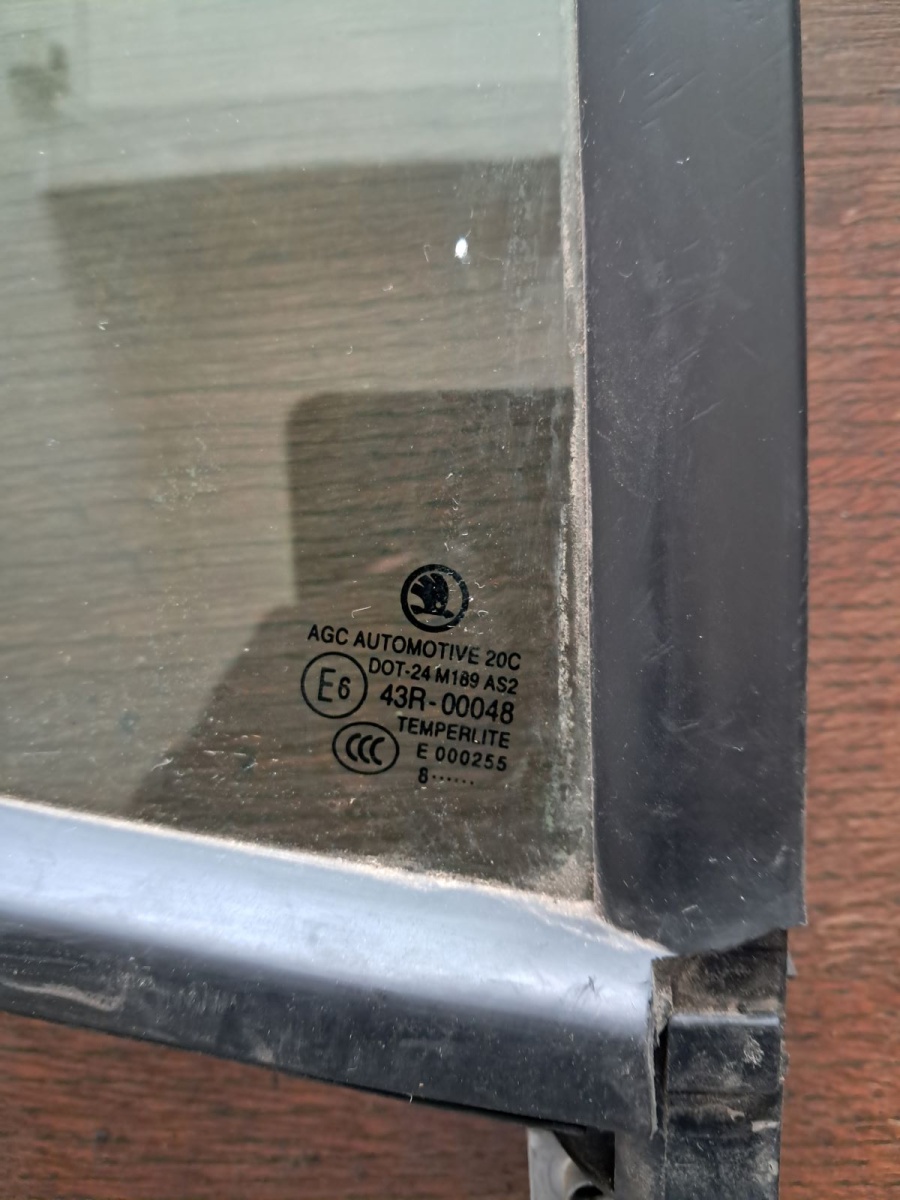 AGC AUTOMOTIVE 20C
DOT-24 M189 AS2
E6 43R-00048
TEMPERLITE
CCC E 000255
8······